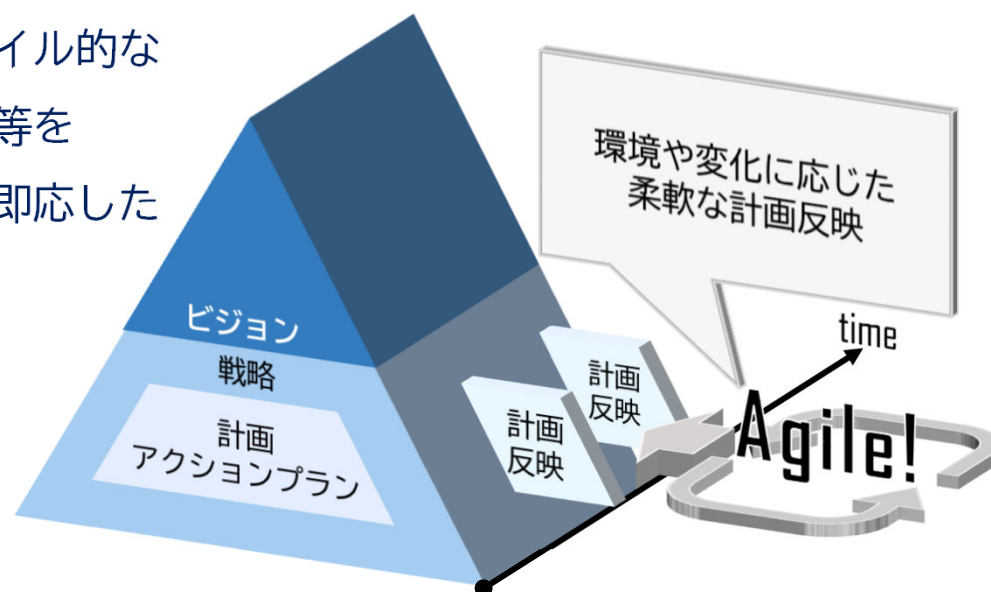 イル的な
等を
即応した
環境や変化に応じた
柔軟な計画反映
time
ビジョン
戦略
計画
アクションプラン
計画
反映
計画
反映
Agile!